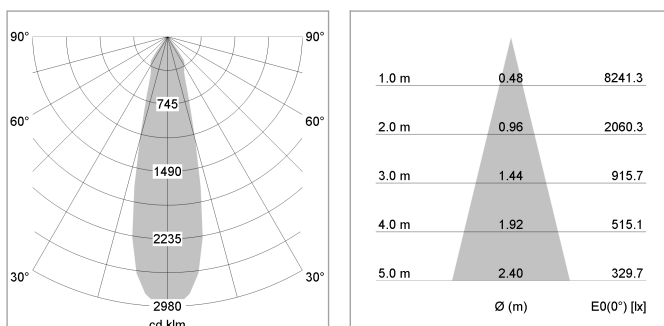 90° 90°
745
60° 60°
1490
2235
30° 30°
2980
cd klm
1.0 m 0.48 8241.3
2.0 m 0.96 2060.3
3.0 m 1.44 915.7
4.0 m 1.92 515.1
5.0 m 2.40 329.7
Ø (m) E0(0°) [lx]